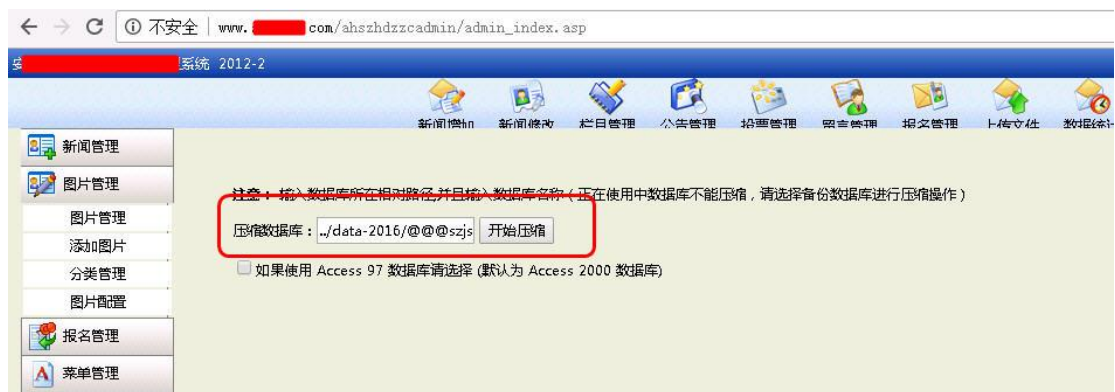 不安全 www. com/ahszhdzzcadmin/admin_index.asp
系统 2012-2
新闻增加 新闻修改 栏目管理 公告管理 投票管理 留言管理 报名管理 上传文件 数据统计
新闻管理
图片管理
图片管理
添加图片
分类管理
图片配置
报名管理
菜单管理
注意： 输入数据库所在相对路径,并且输入数据库名称 ( 正在使用中数据库不能压缩，请选择备份数据库进行压缩操作 )
压缩数据库： ../data-2016/@@@szjs 开始压缩
如果使用 Access 97 数据库请选择 (默认为 Access 2000 数据库)